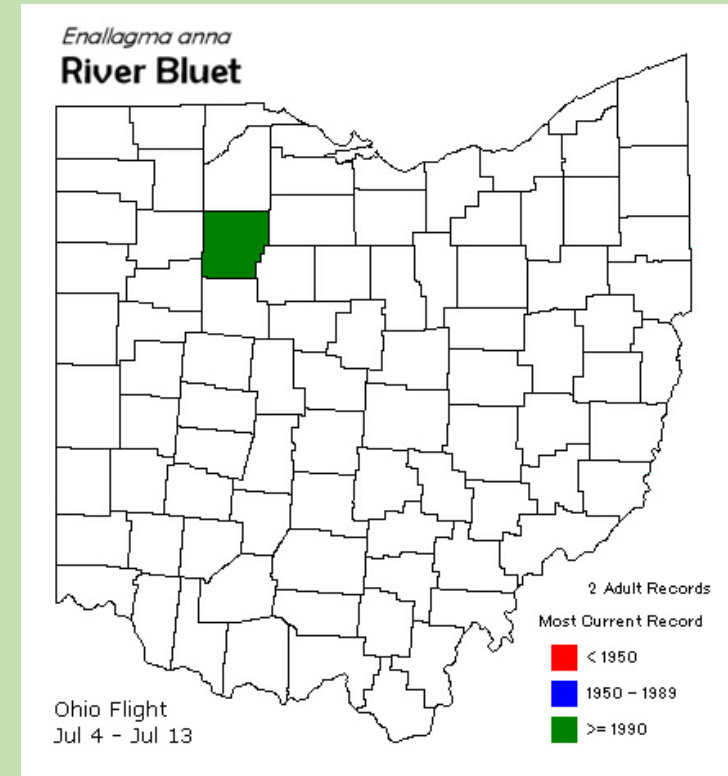 Enallagma anna
River Bluet
2 Adult Records
Most Current Record
< 1950
1950 - 1989
>= 1990
Ohio Flight
Jul 4 - Jul 13